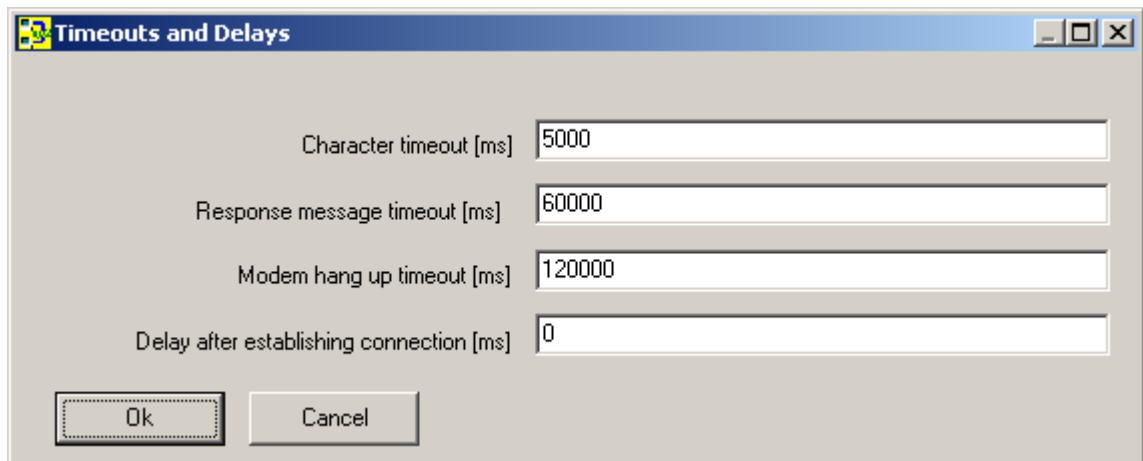 Timeouts and Delays
Character timeout [ms] 5000
Response message timeout [ms] 60000
Modem hang up timeout [ms] 120000
Delay after establishing connection [ms] 0
Ok Cancel